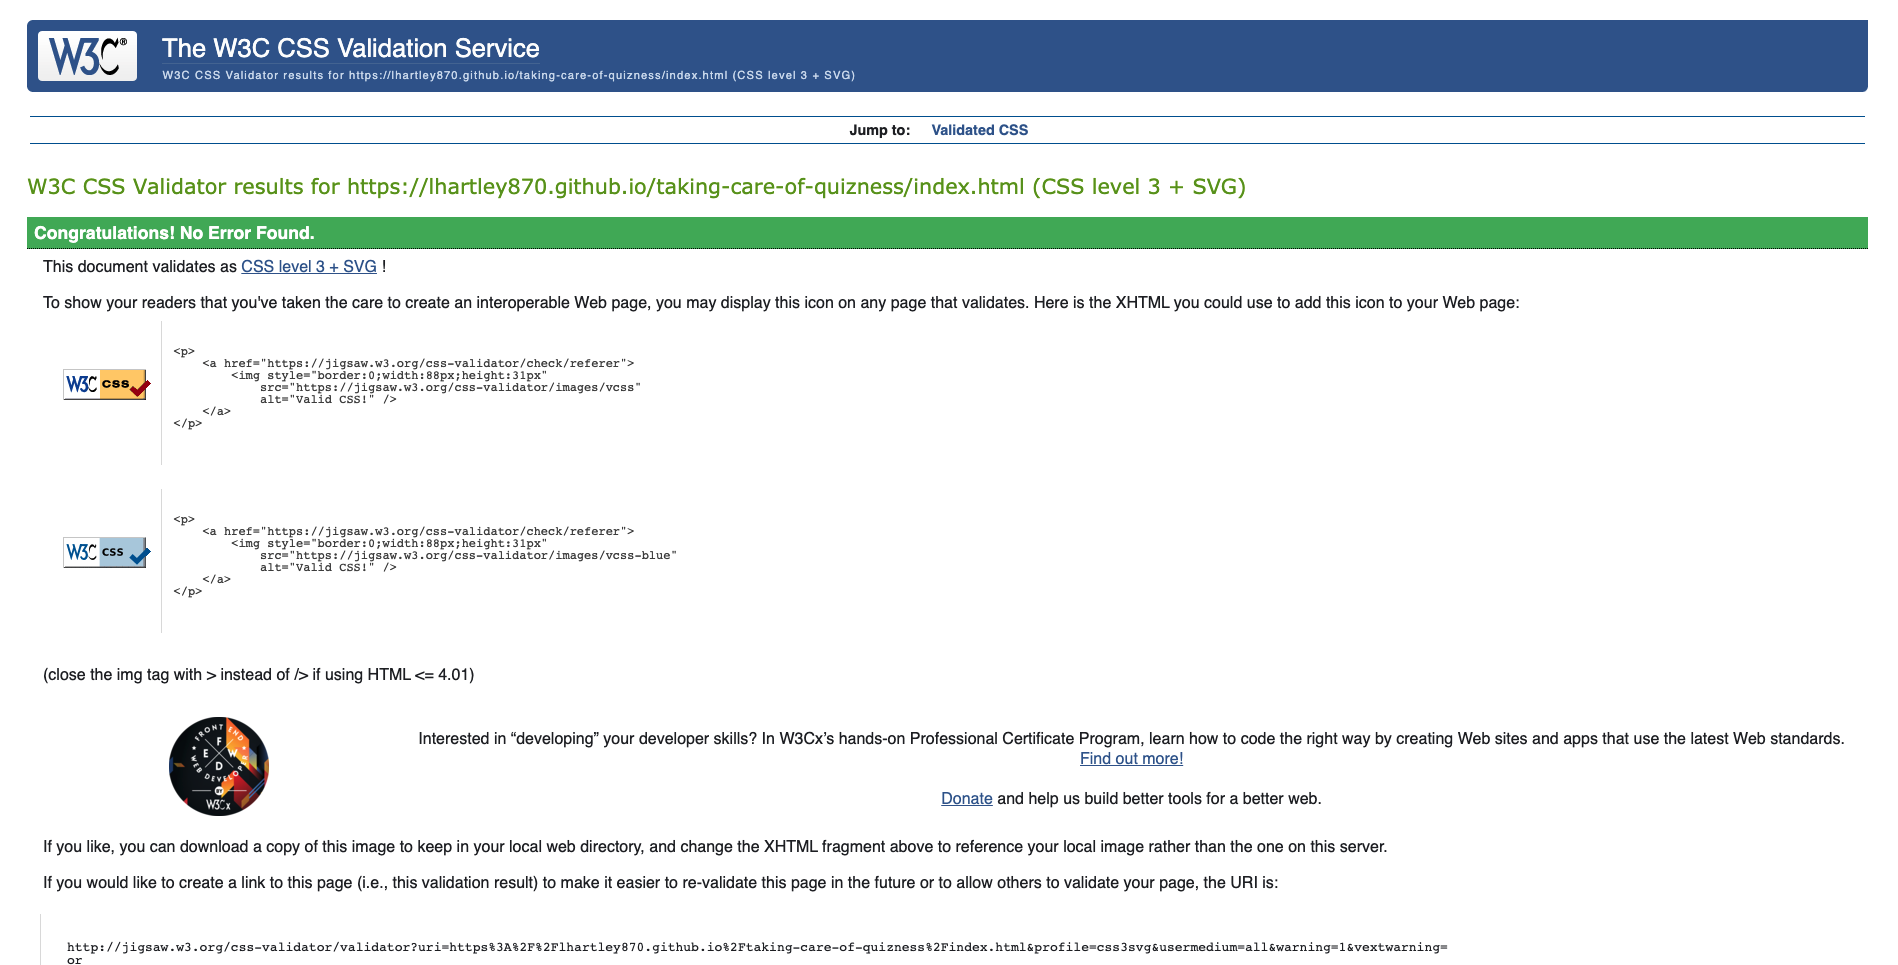 W3C®
The W3C CSS Validation Service
W3C CSS Validator results for https://lhartley870.github.io/taking-care-of-quizness/index.html (CSS level 3 + SVG)
Jump to: Validated CSS
W3C CSS Validator results for https://lhartley870.github.io/taking-care-of-quizness/index.html (CSS level 3 + SVG)
Congratulations! No Error Found.
This document validates as CSS level 3 + SVG !
To show your readers that you've taken the care to create an interoperable Web page, you may display this icon on any page that validates. Here is the XHTML you could use to add this icon to your Web page:
W3C css
<p>
<a href="https://jigsaw.w3.org/css-validator/check/referer">
<img style="border:0;width:88px;height:31px"
src="https://jigsaw.w3.org/css-validator/images/vcss"
alt="Valid CSS!" />
</a>
</p>
W3C css
<p>
<a href="https://jigsaw.w3.org/css-validator/check/referer">
<img style="border:0;width:88px;height:31px"
src="https://jigsaw.w3.org/css-validator/images/vcss-blue"
alt="Valid CSS!" />
</a>
</p>
(close the img tag with > instead of /> if using HTML <= 4.01)
FRONT END
F E W D
WEB DEVELOPER
BY
W3Cx
Interested in “developing” your developer skills? In W3Cx’s hands-on Professional Certificate Program, learn how to code the right way by creating Web sites and apps that use the latest Web standards.
Find out more!
Donate and help us build better tools for a better web.
If you like, you can download a copy of this image to keep in your local web directory, and change the XHTML fragment above to reference your local image rather than the one on this server.
If you would like to create a link to this page (i.e., this validation result) to make it easier to re-validate this page in the future or to allow others to validate your page, the URI is:
http://jigsaw.w3.org/css-validator/validator?uri=https%3A%2F%2Flhartley870.github.io%2Ftaking-care-of-quizness%2Findex.html&profile=css3svg&usermedium=all&warning=1&vextwarning=
or